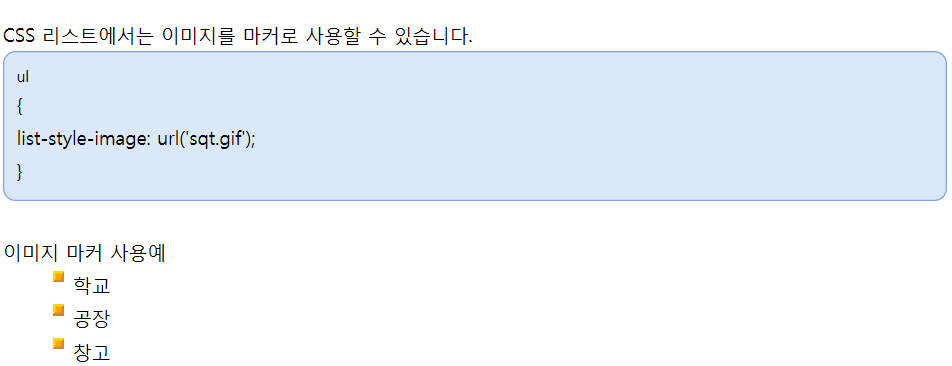 CSS 리스트에서는 이미지를 마커로 사용할 수 있습니다.
ul
{
list-style-image: url('sqt.gif');
}
이미지 마커 사용예
학교
공장
창고